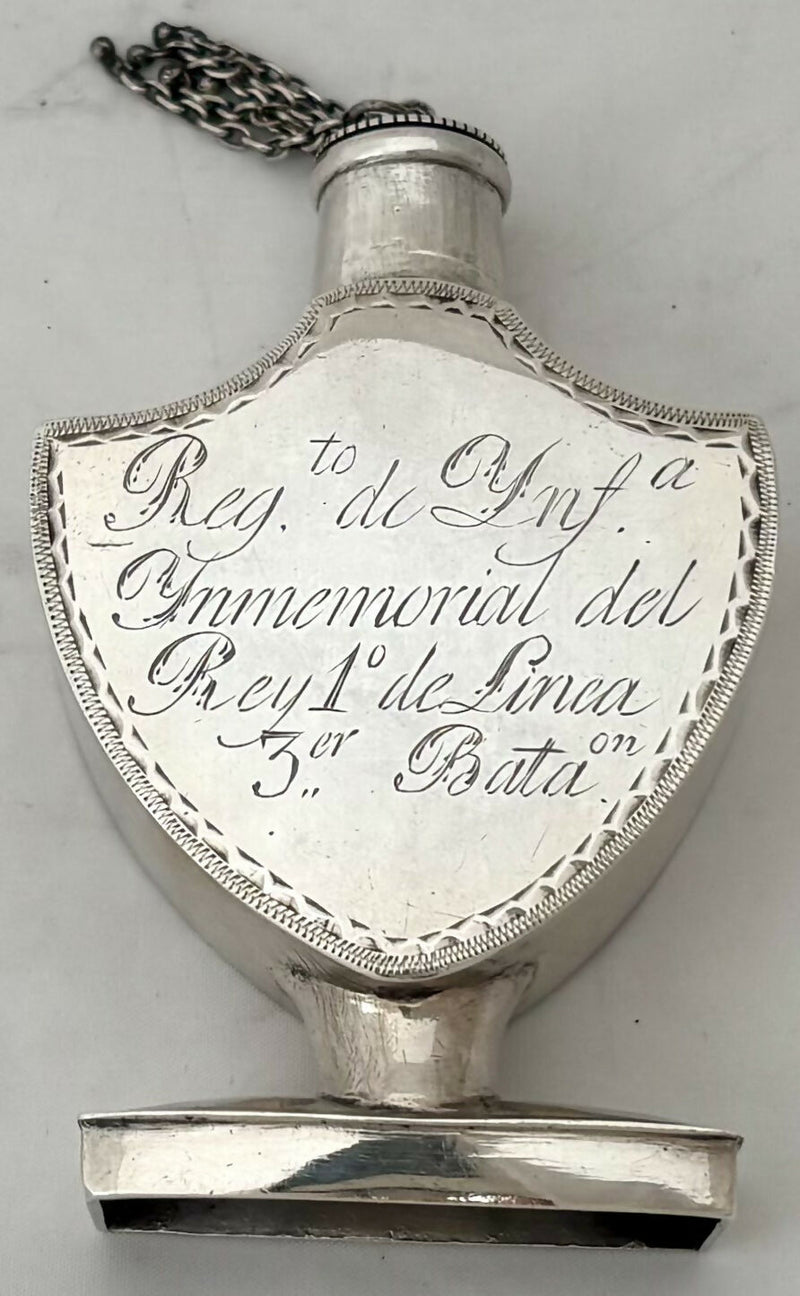 Reg.to de Ynf.a
Ynmemorial del
Rey 1º de Linea
3.er Bata.on